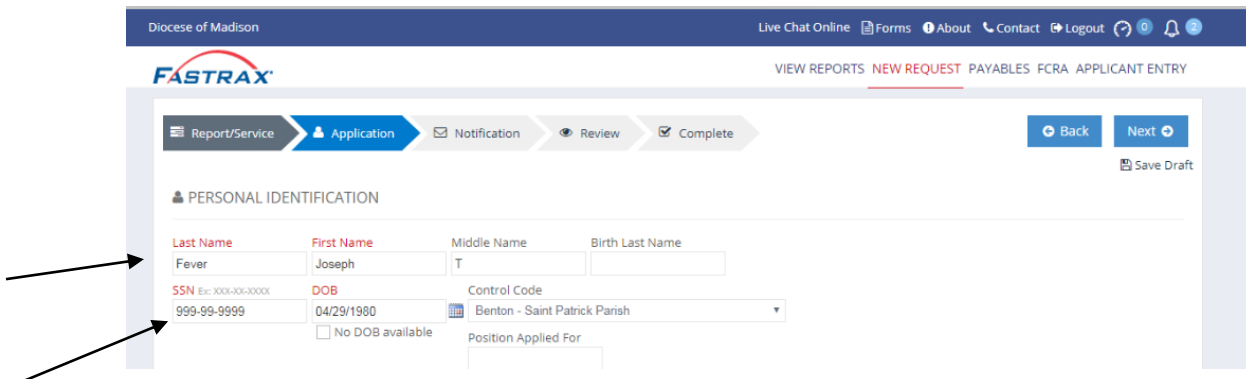 Diocese of Madison
Live Chat Online Forms About Contact Logout 0 2
FASTRAX
VIEW REPORTS NEW REQUEST PAYABLES FCRA APPLICANT ENTRY
Report/Service Application Notification Review Complete Back Next
Save Draft
PERSONAL IDENTIFICATION
Last Name First Name Middle Name Birth Last Name
Fever Joseph T
SSN Ex: XXX-XX-XXXX DOB Control Code
999-99-9999 04/29/1980 Benton - Saint Patrick Parish
No DOB available
Position Applied For